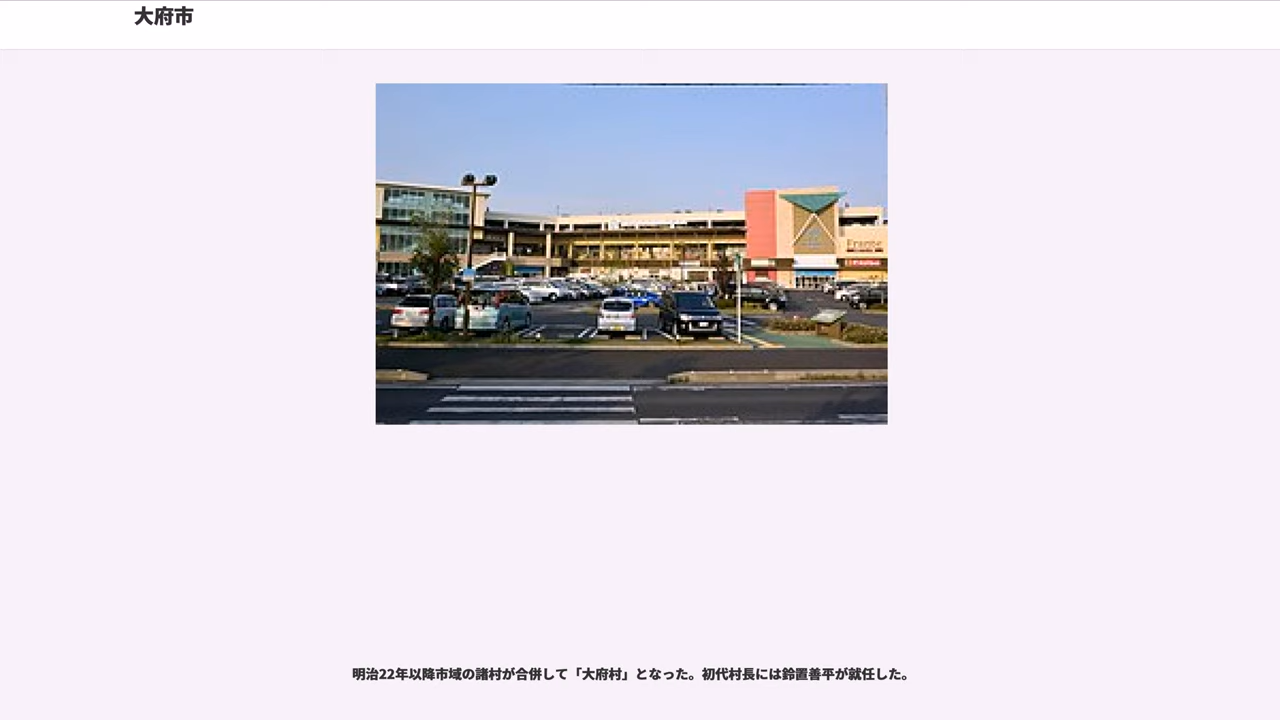 大府市
明治22年以降市域の諸村が合併して「大府村」となった。初代村長には鈴置善平が就任した。